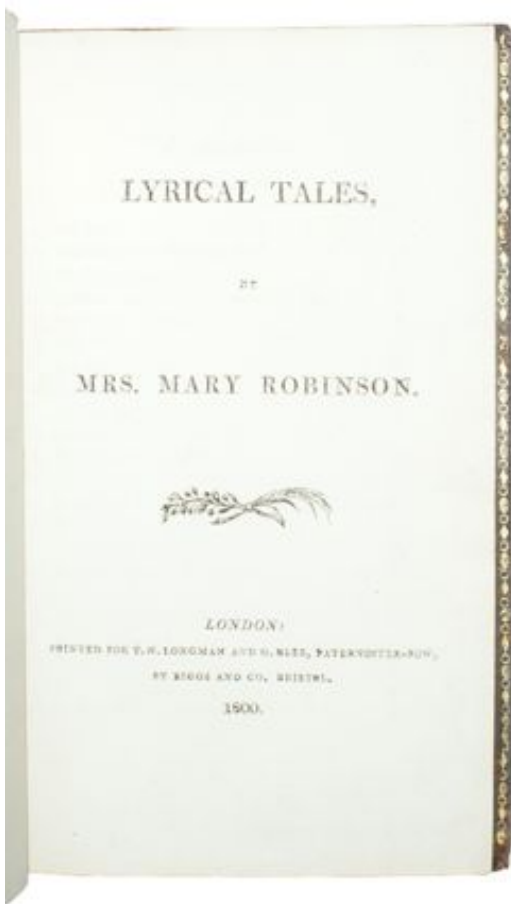 LYRICAL TALES,
BY
MRS. MARY ROBINSON.
LONDON:
PRINTED FOR T. N. LONGMAN AND O. REES, PATERNOSTER-ROW,
BY BIGGS AND CO. BRISTOL.
1800.